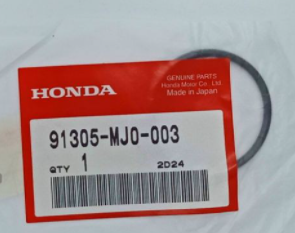 GENUINE PARTS
Honda Motor Co., Ltd.
Made in Japan
HONDA
91305-MJ0-003
QTY 1 2D24